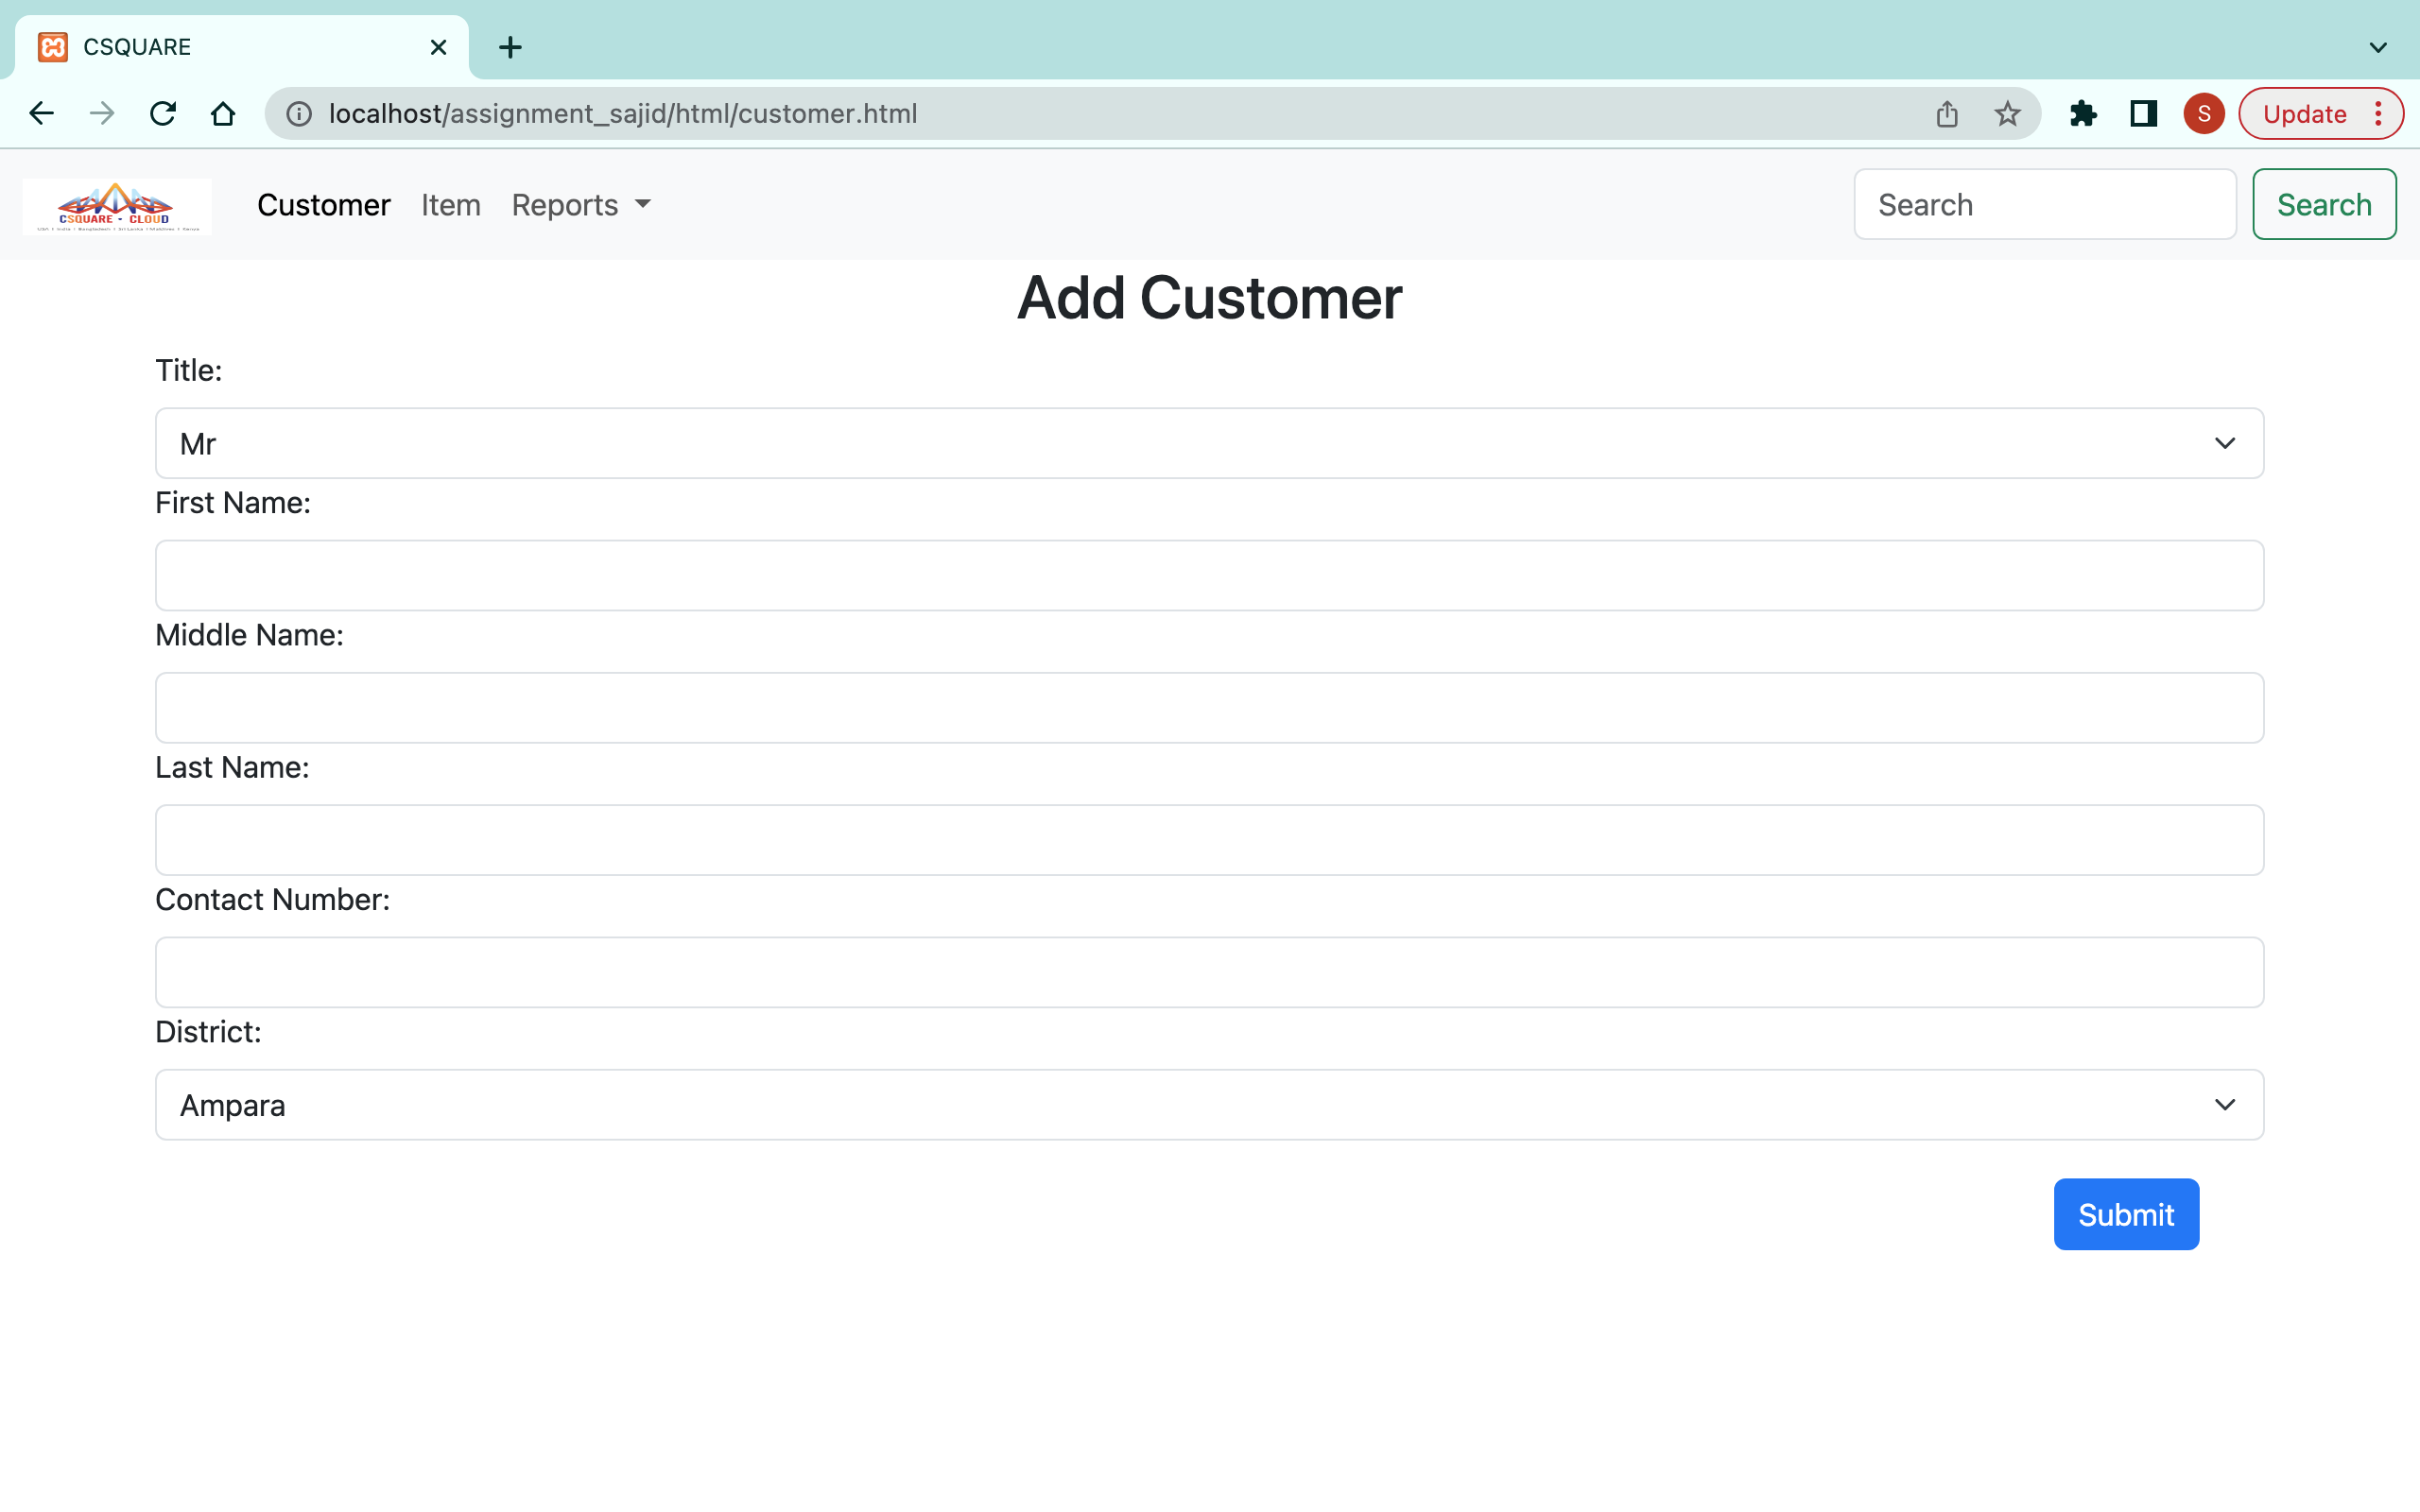 CSQUARE
localhost/assignment_sajid/html/customer.html
S
Update
CSQUARE - CLOUD
Customer
Item
Reports
Search
Search
Add Customer
Title:
Mr
First Name:
Middle Name:
Last Name:
Contact Number:
District:
Ampara
Submit